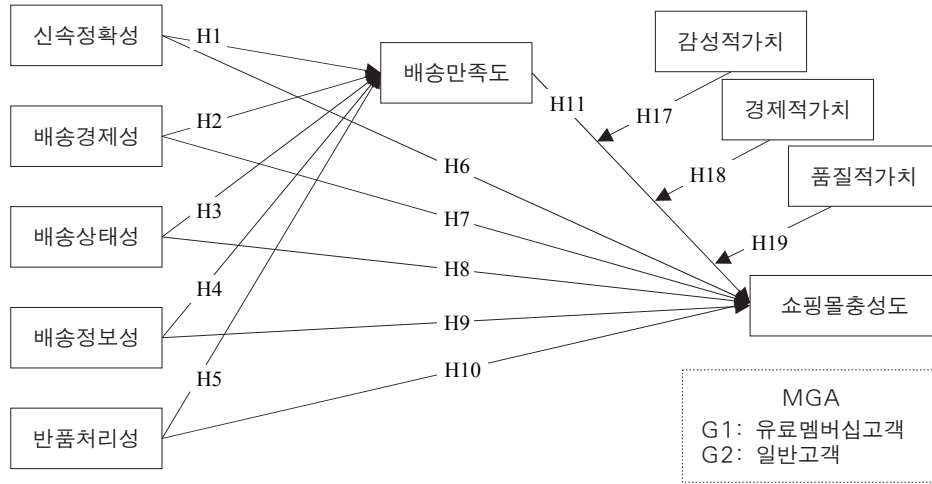 신속정확성
배송경제성
배송상태성
배송정보성
반품처리성
H1
H2
H3
H4
H5
배송만족도
H6
H7
H8
H9
H10
H11
감성적가치
H17
경제적가치
H18
품질적가치
H19
쇼핑몰충성도
MGA
G1: 유료멤버십고객
G2: 일반고객